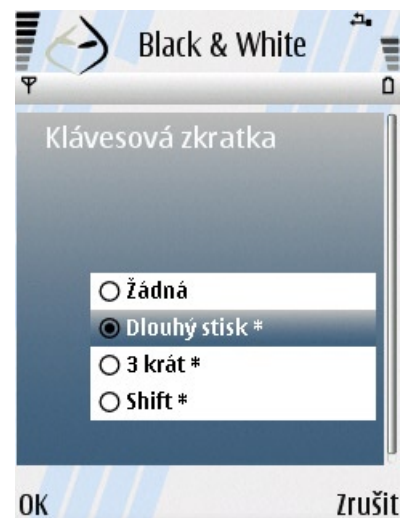 Black & White
Klávesová zkratka
Žádná
Dlouhý stisk *
3 krát *
Shift *
OK Zrušit